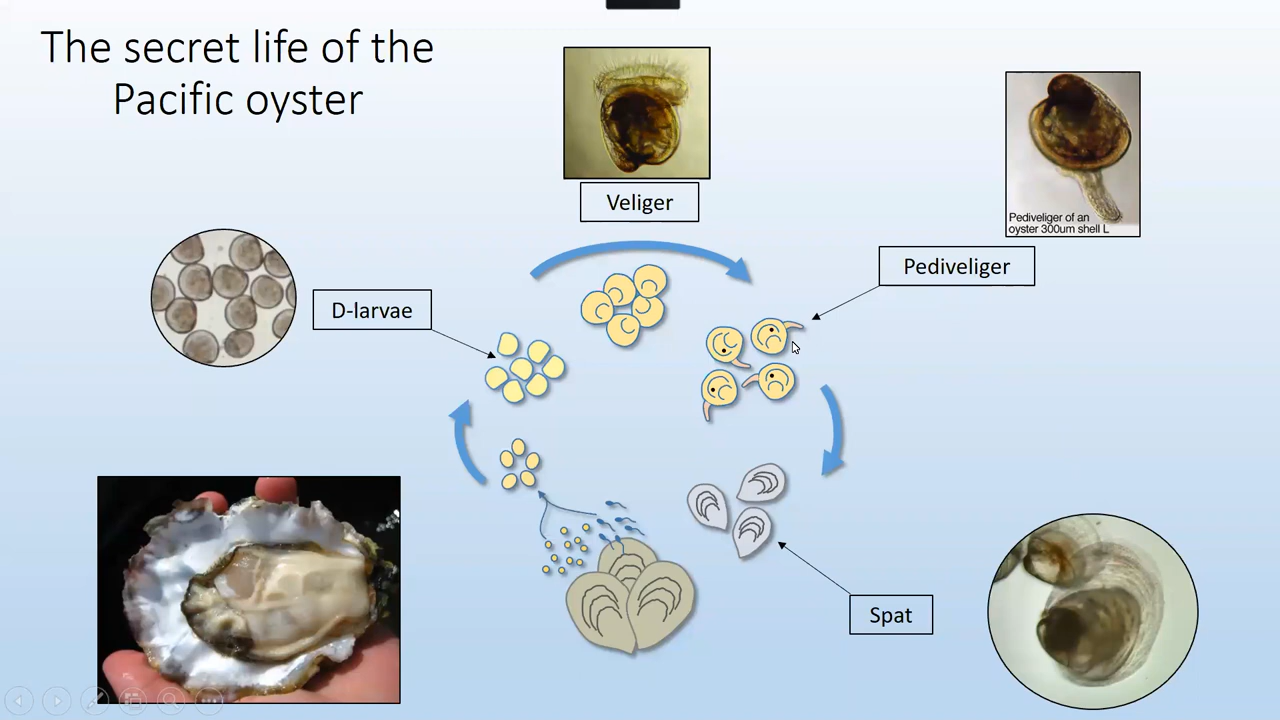 The secret life of the
Pacific oyster
Veliger
Pediveliger of an
oyster 300um shell L
Pediveliger
D-larvae
Spat